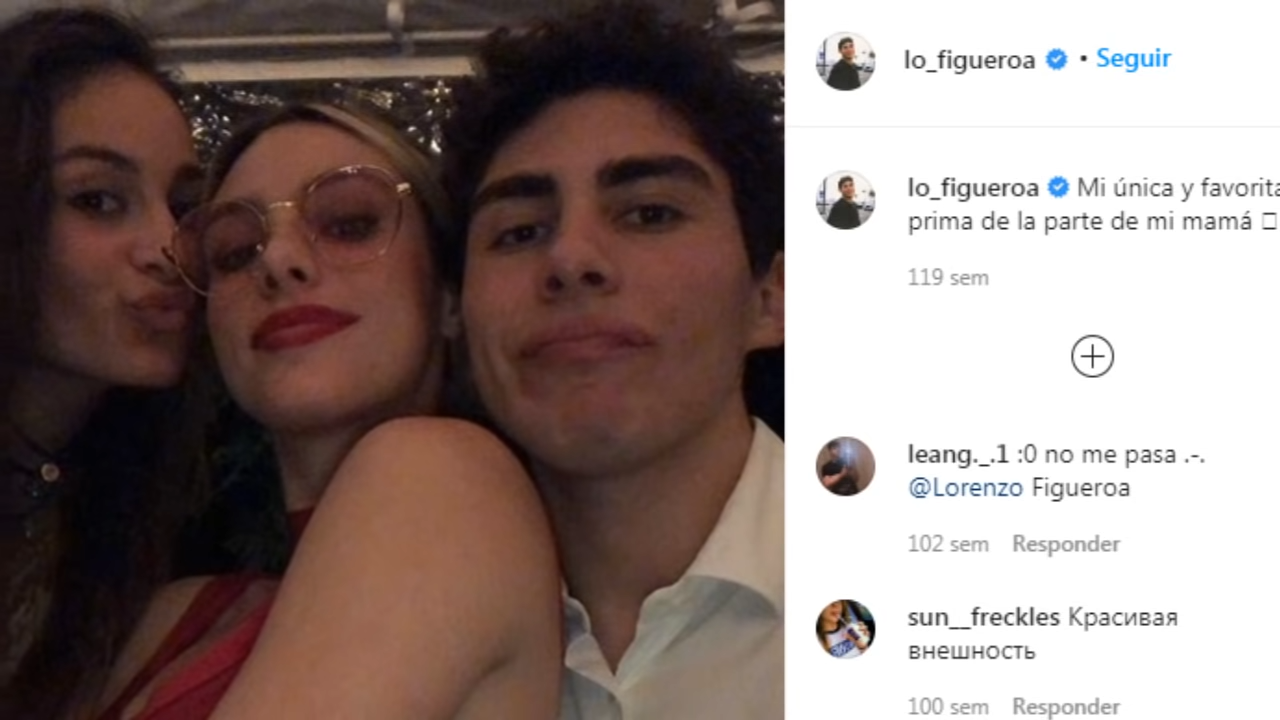 lo_figueroa • Seguir
lo_figueroa Mi única y favorita
prima de la parte de mi mamá
119 sem
leang._.1 :0 no me pasa .-.
@Lorenzo Figueroa
102 sem Responder
sun__freckles Красивая
внешность
100 sem Responder